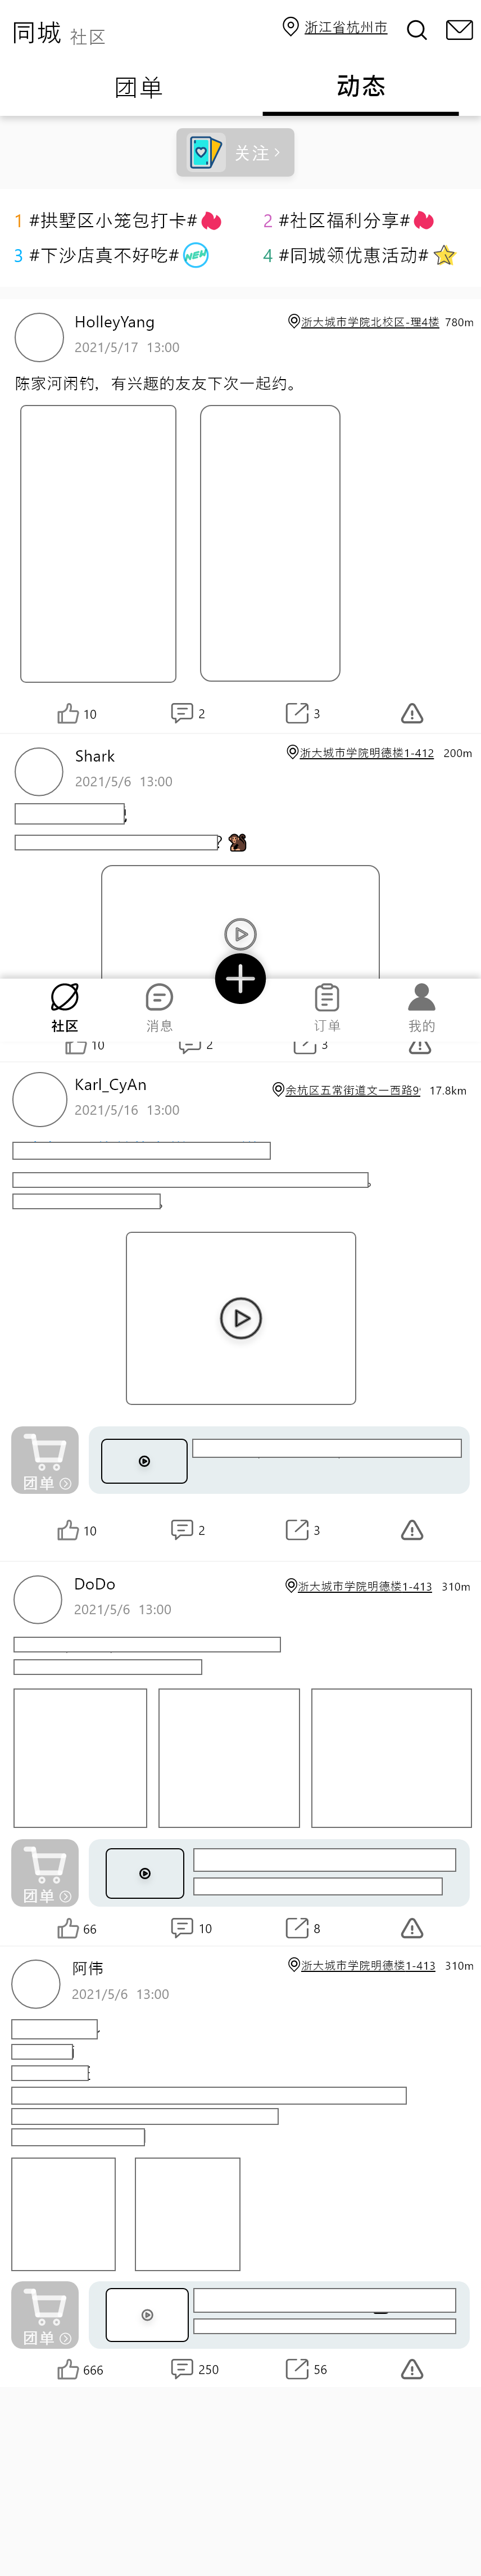 同城 社区
浙江省杭州市
团单
动态
关注
1 #拱墅区小笼包打卡#
2 #社区福利分享#
3 #下沙店真不好吃# NEW
4 #同城领优惠活动#
HolleyYang
浙大城市学院北校区-理4楼 780m
2021/5/17 13:00
陈家河闲钓，有兴趣的友友下次一起约。
10 2 3
Shark
浙大城市学院明德楼1-412 200m
2021/5/6 13:00
?
社区 消息 订单 我的
10 2 3
Karl_CyAn
余杭区五常街道文一西路9 17.8km
2021/5/16 13:00
团单
10 2 3
DoDo
浙大城市学院明德楼1-413 310m
2021/5/6 13:00
团单
66 10 8
阿伟
浙大城市学院明德楼1-413 310m
2021/5/6 13:00
团单
666 250 56